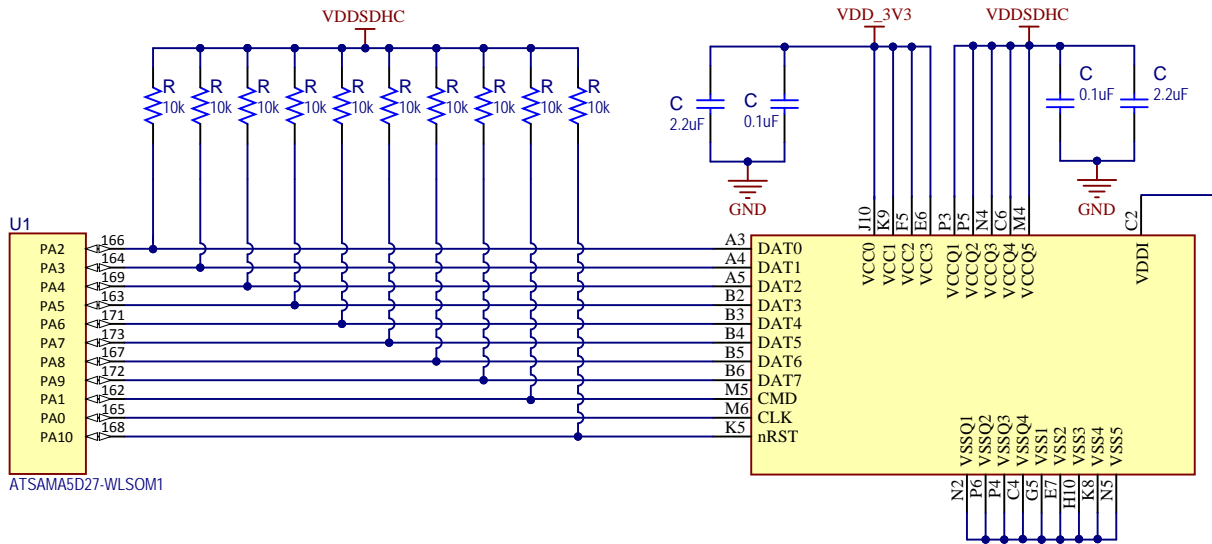 VDDSDHC
VDD_3V3
VDDSDHC
R R R R R R R R R R
10k 10k 10k 10k 10k 10k 10k 10k 10k 10k
C
2.2uF
C
0.1uF
C
0.1uF
C
2.2uF
GND
GND
J10 K9 F5 E6 P3 P5 N4 C6 M4 C2
VCC0 VCC1 VCC2 VCC3 VCCQ1 VCCQ2 VCCQ3 VCCQ4 VCCQ5 VDDI
U1
PA2 166 A3 DAT0
PA3 164 A4 DAT1
PA4 169 A5 DAT2
PA5 163 B2 DAT3
PA6 171 B3 DAT4
PA7 173 B4 DAT5
PA8 167 B5 DAT6
PA9 172 B6 DAT7
PA1 162 M5 CMD
PA0 165 M6 CLK
PA10 168 K5 nRST
ATSAMA5D27-WLSOM1
VSSQ1 VSSQ2 VSSQ3 VSSQ4 VSS1 VSS2 VSS3 VSS4 VSS5
N2 P6 P4 C4 G5 E7 H10 K8 N5